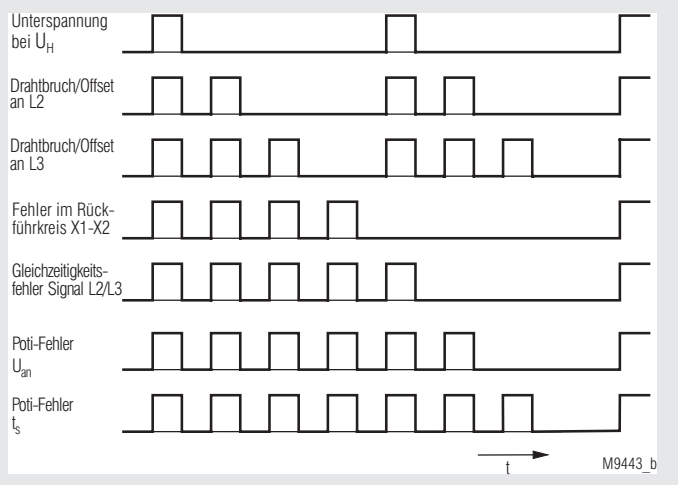 Unterspannung
bei U_H
Drahtbruch/Offset
an L2
Drahtbruch/Offset
an L3
Fehler im Rück-
führkreis X1-X2
Gleichzeitigkeits-
fehler Signal L2/L3
Poti-Fehler
U_an
Poti-Fehler
t_s
t
M9443_b